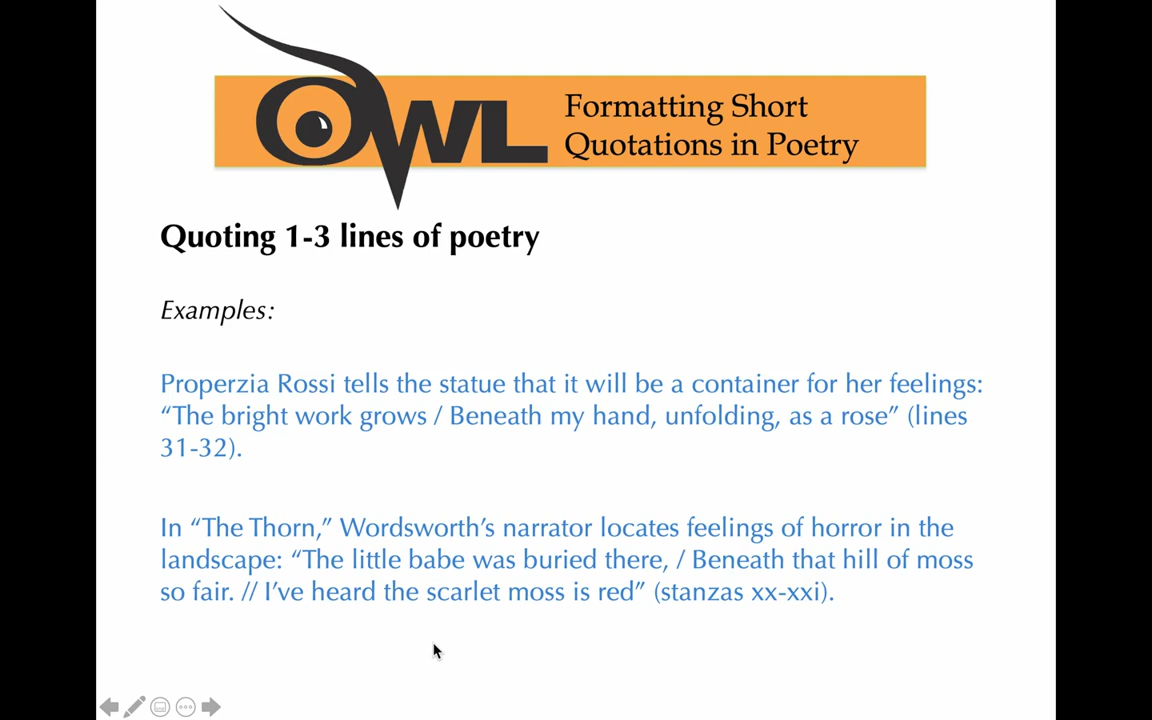 OWL
Formatting Short
Quotations in Poetry
Quoting 1-3 lines of poetry
Examples:
Properzia Rossi tells the statue that it will be a container for her feelings:
“The bright work grows / Beneath my hand, unfolding, as a rose” (lines
31-32).
In “The Thorn,” Wordsworth’s narrator locates feelings of horror in the
landscape: “The little babe was buried there, / Beneath that hill of moss
so fair. // I’ve heard the scarlet moss is red” (stanzas xx-xxi).